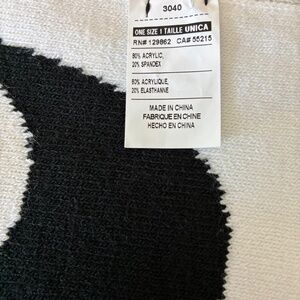 3040
ONE SIZE 1 TAILLE UNICA
RN# 129862 CA# 55215
80% ACRYLIC,
20% SPANDEX
80% ACRYLIQUE,
20% ELASTHANNE
MADE IN CHINA
FABRIQUE EN CHINE
HECHO EN CHINA